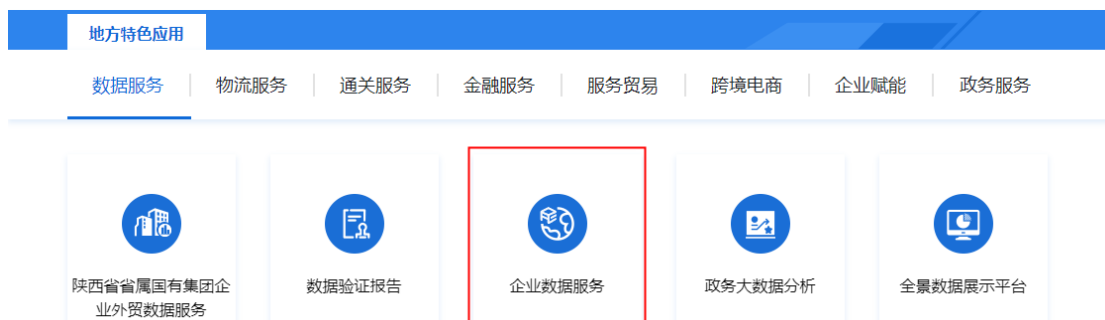 地方特色应用
数据服务 物流服务 通关服务 金融服务 服务贸易 跨境电商 企业赋能 政务服务
陕西省省属国有集团企
业外贸数据服务
数据验证报告
企业数据服务
政务大数据分析
全景数据展示平台